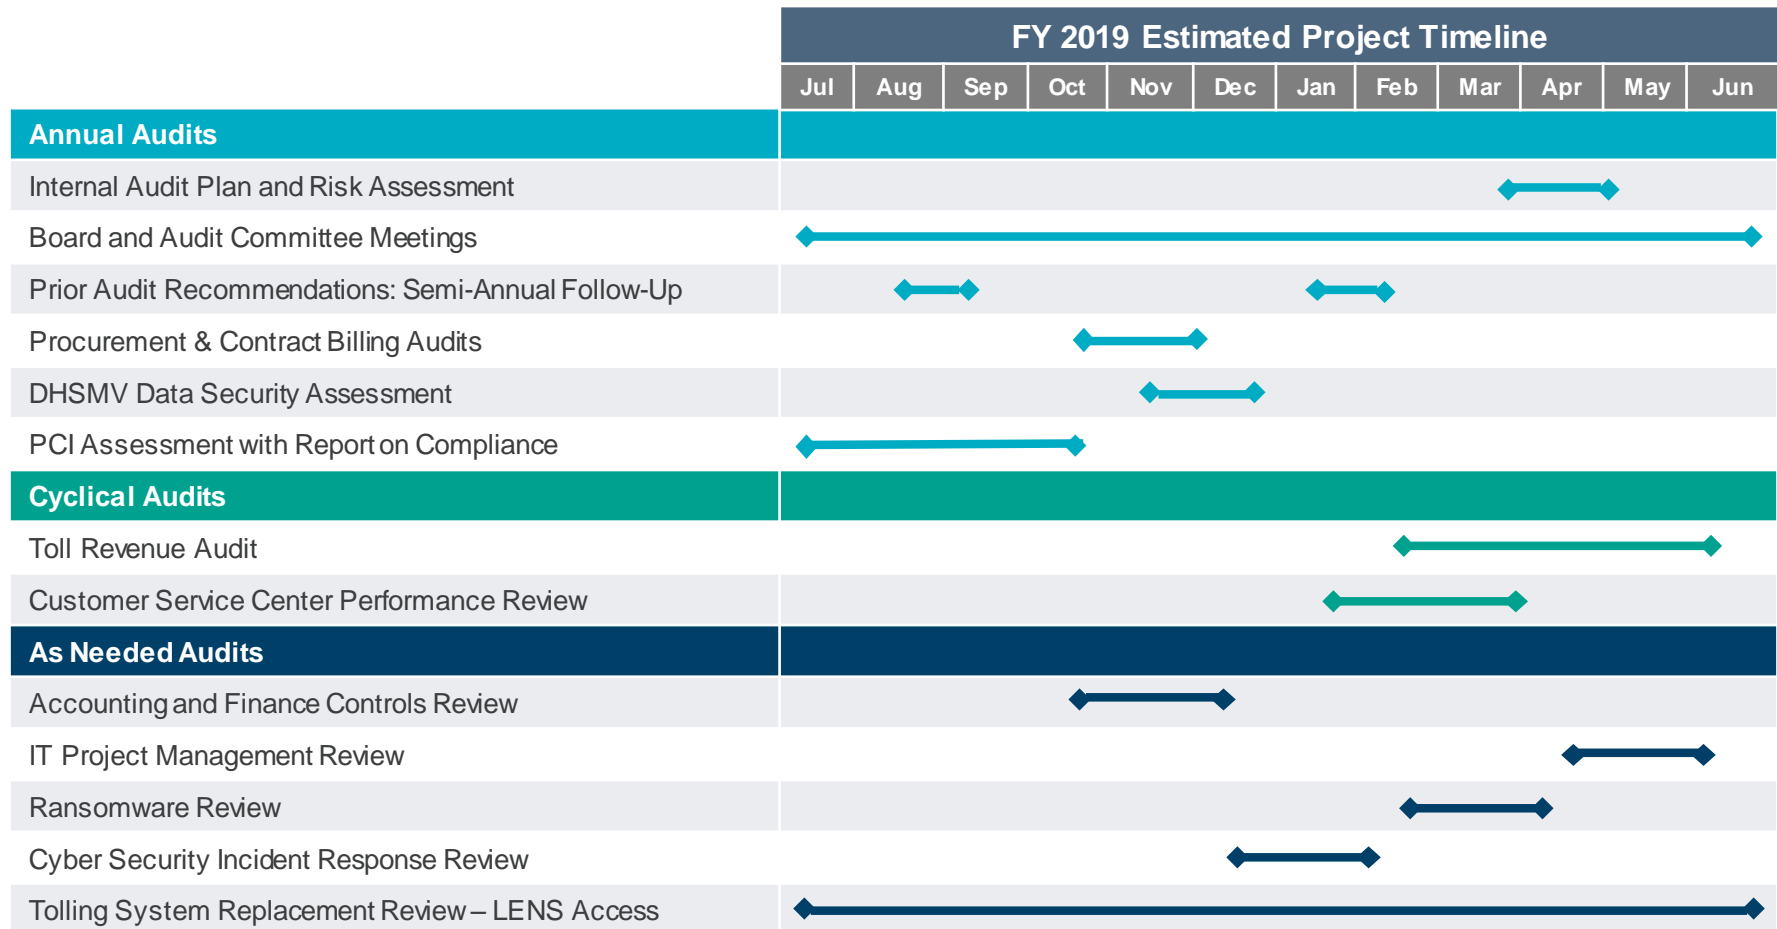 FY 2019 Estimated Project Timeline
Jul Aug Sep Oct Nov Dec Jan Feb Mar Apr May Jun
Annual Audits
Internal Audit Plan and Risk Assessment
Board and Audit Committee Meetings
Prior Audit Recommendations: Semi-Annual Follow-Up
Procurement & Contract Billing Audits
DHSMV Data Security Assessment
PCI Assessment with Report on Compliance
Cyclical Audits
Toll Revenue Audit
Customer Service Center Performance Review
As Needed Audits
Accounting and Finance Controls Review
IT Project Management Review
Ransomware Review
Cyber Security Incident Response Review
Tolling System Replacement Review – LENS Access